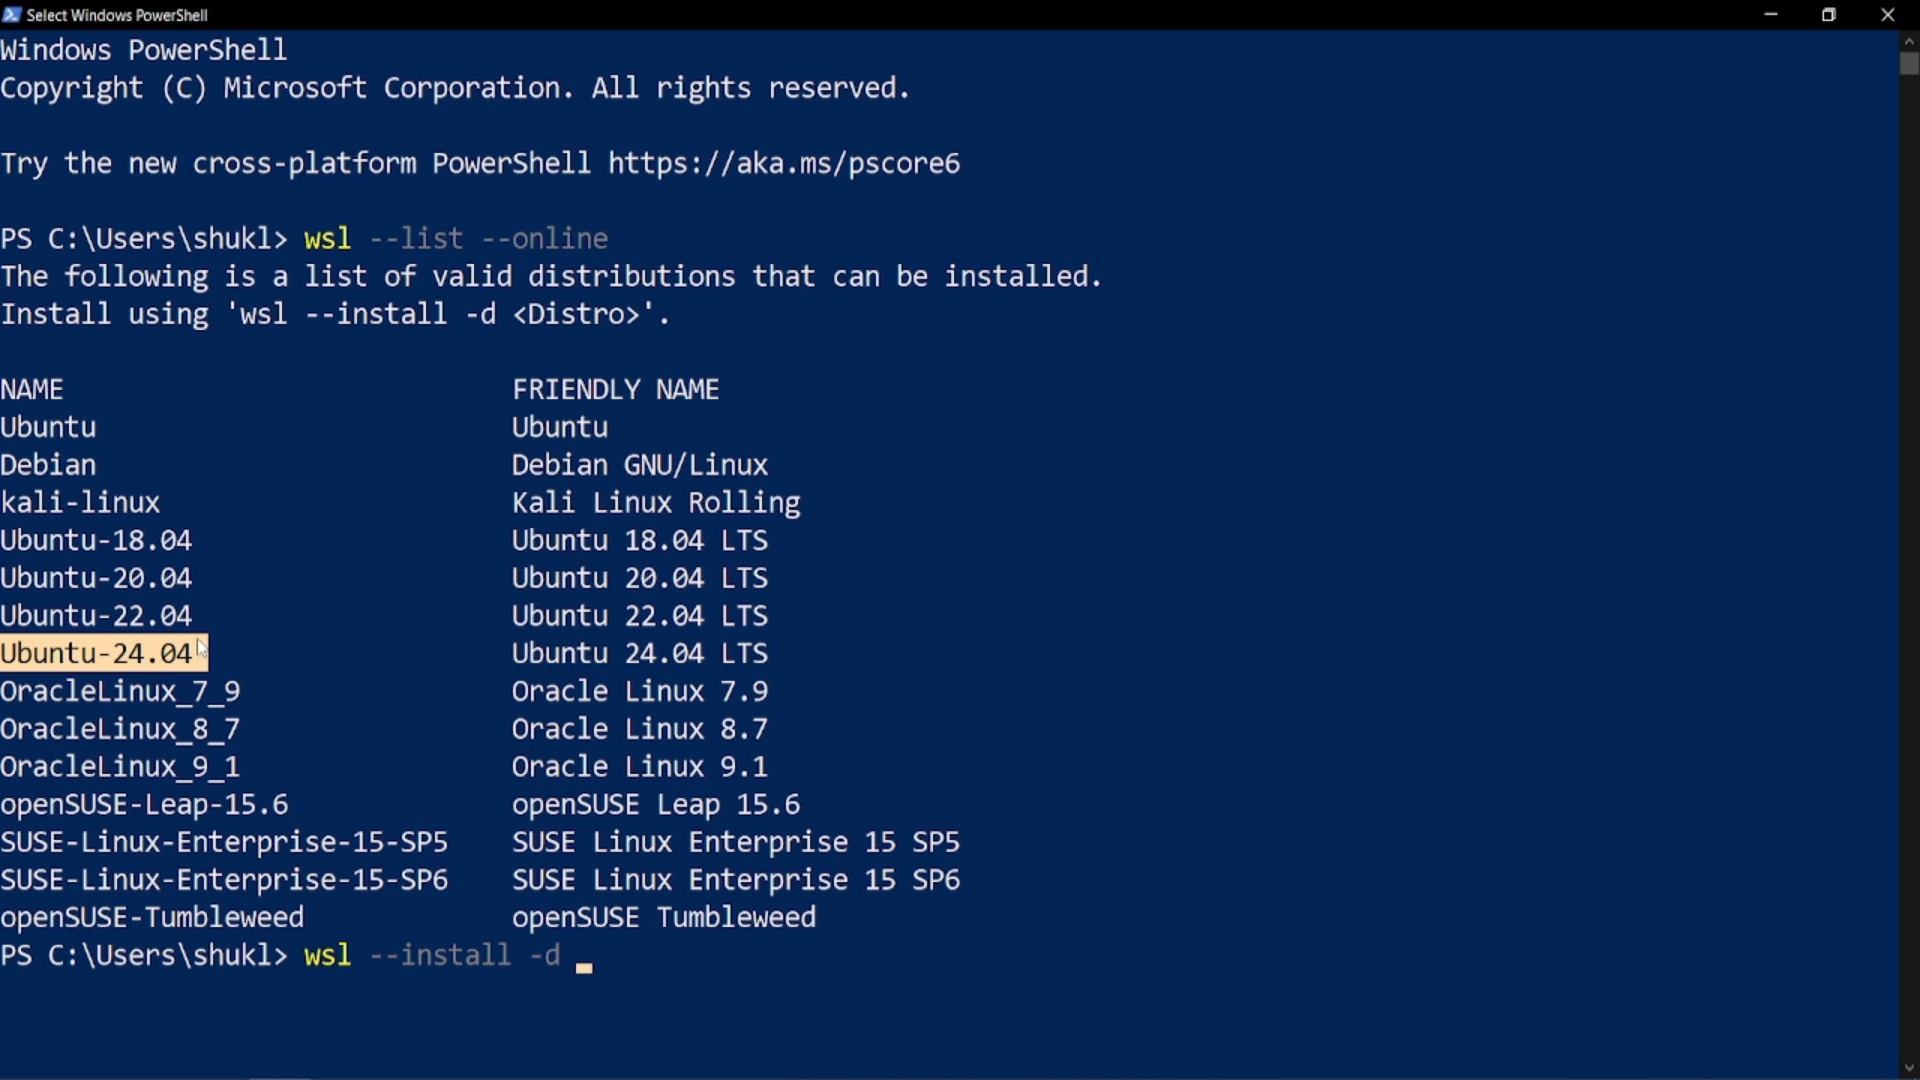 Select Windows PowerShell
Windows PowerShell
Copyright (C) Microsoft Corporation. All rights reserved.
Try the new cross-platform PowerShell https://aka.ms/pscore6
PS C:\Users\shukl> wsl --list --online
The following is a list of valid distributions that can be installed.
Install using 'wsl --install -d <Distro>'.
NAME FRIENDLY NAME
Ubuntu Ubuntu
Debian Debian GNU/Linux
kali-linux Kali Linux Rolling
Ubuntu-18.04 Ubuntu 18.04 LTS
Ubuntu-20.04 Ubuntu 20.04 LTS
Ubuntu-22.04 Ubuntu 22.04 LTS
Ubuntu-24.04 Ubuntu 24.04 LTS
OracleLinux_7_9 Oracle Linux 7.9
OracleLinux_8_7 Oracle Linux 8.7
OracleLinux_9_1 Oracle Linux 9.1
openSUSE-Leap-15.6 openSUSE Leap 15.6
SUSE-Linux-Enterprise-15-SP5 SUSE Linux Enterprise 15 SP5
SUSE-Linux-Enterprise-15-SP6 SUSE Linux Enterprise 15 SP6
openSUSE-Tumbleweed openSUSE Tumbleweed
PS C:\Users\shukl> wsl --install -d